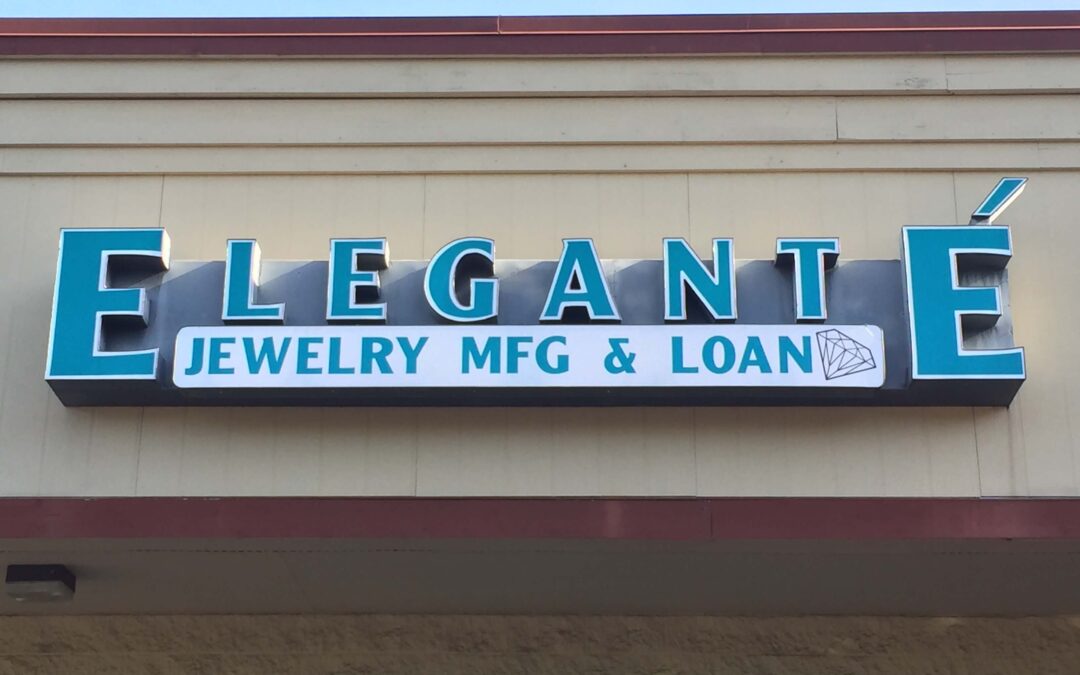 ELEGANTÉ
JEWELRY MFG & LOAN